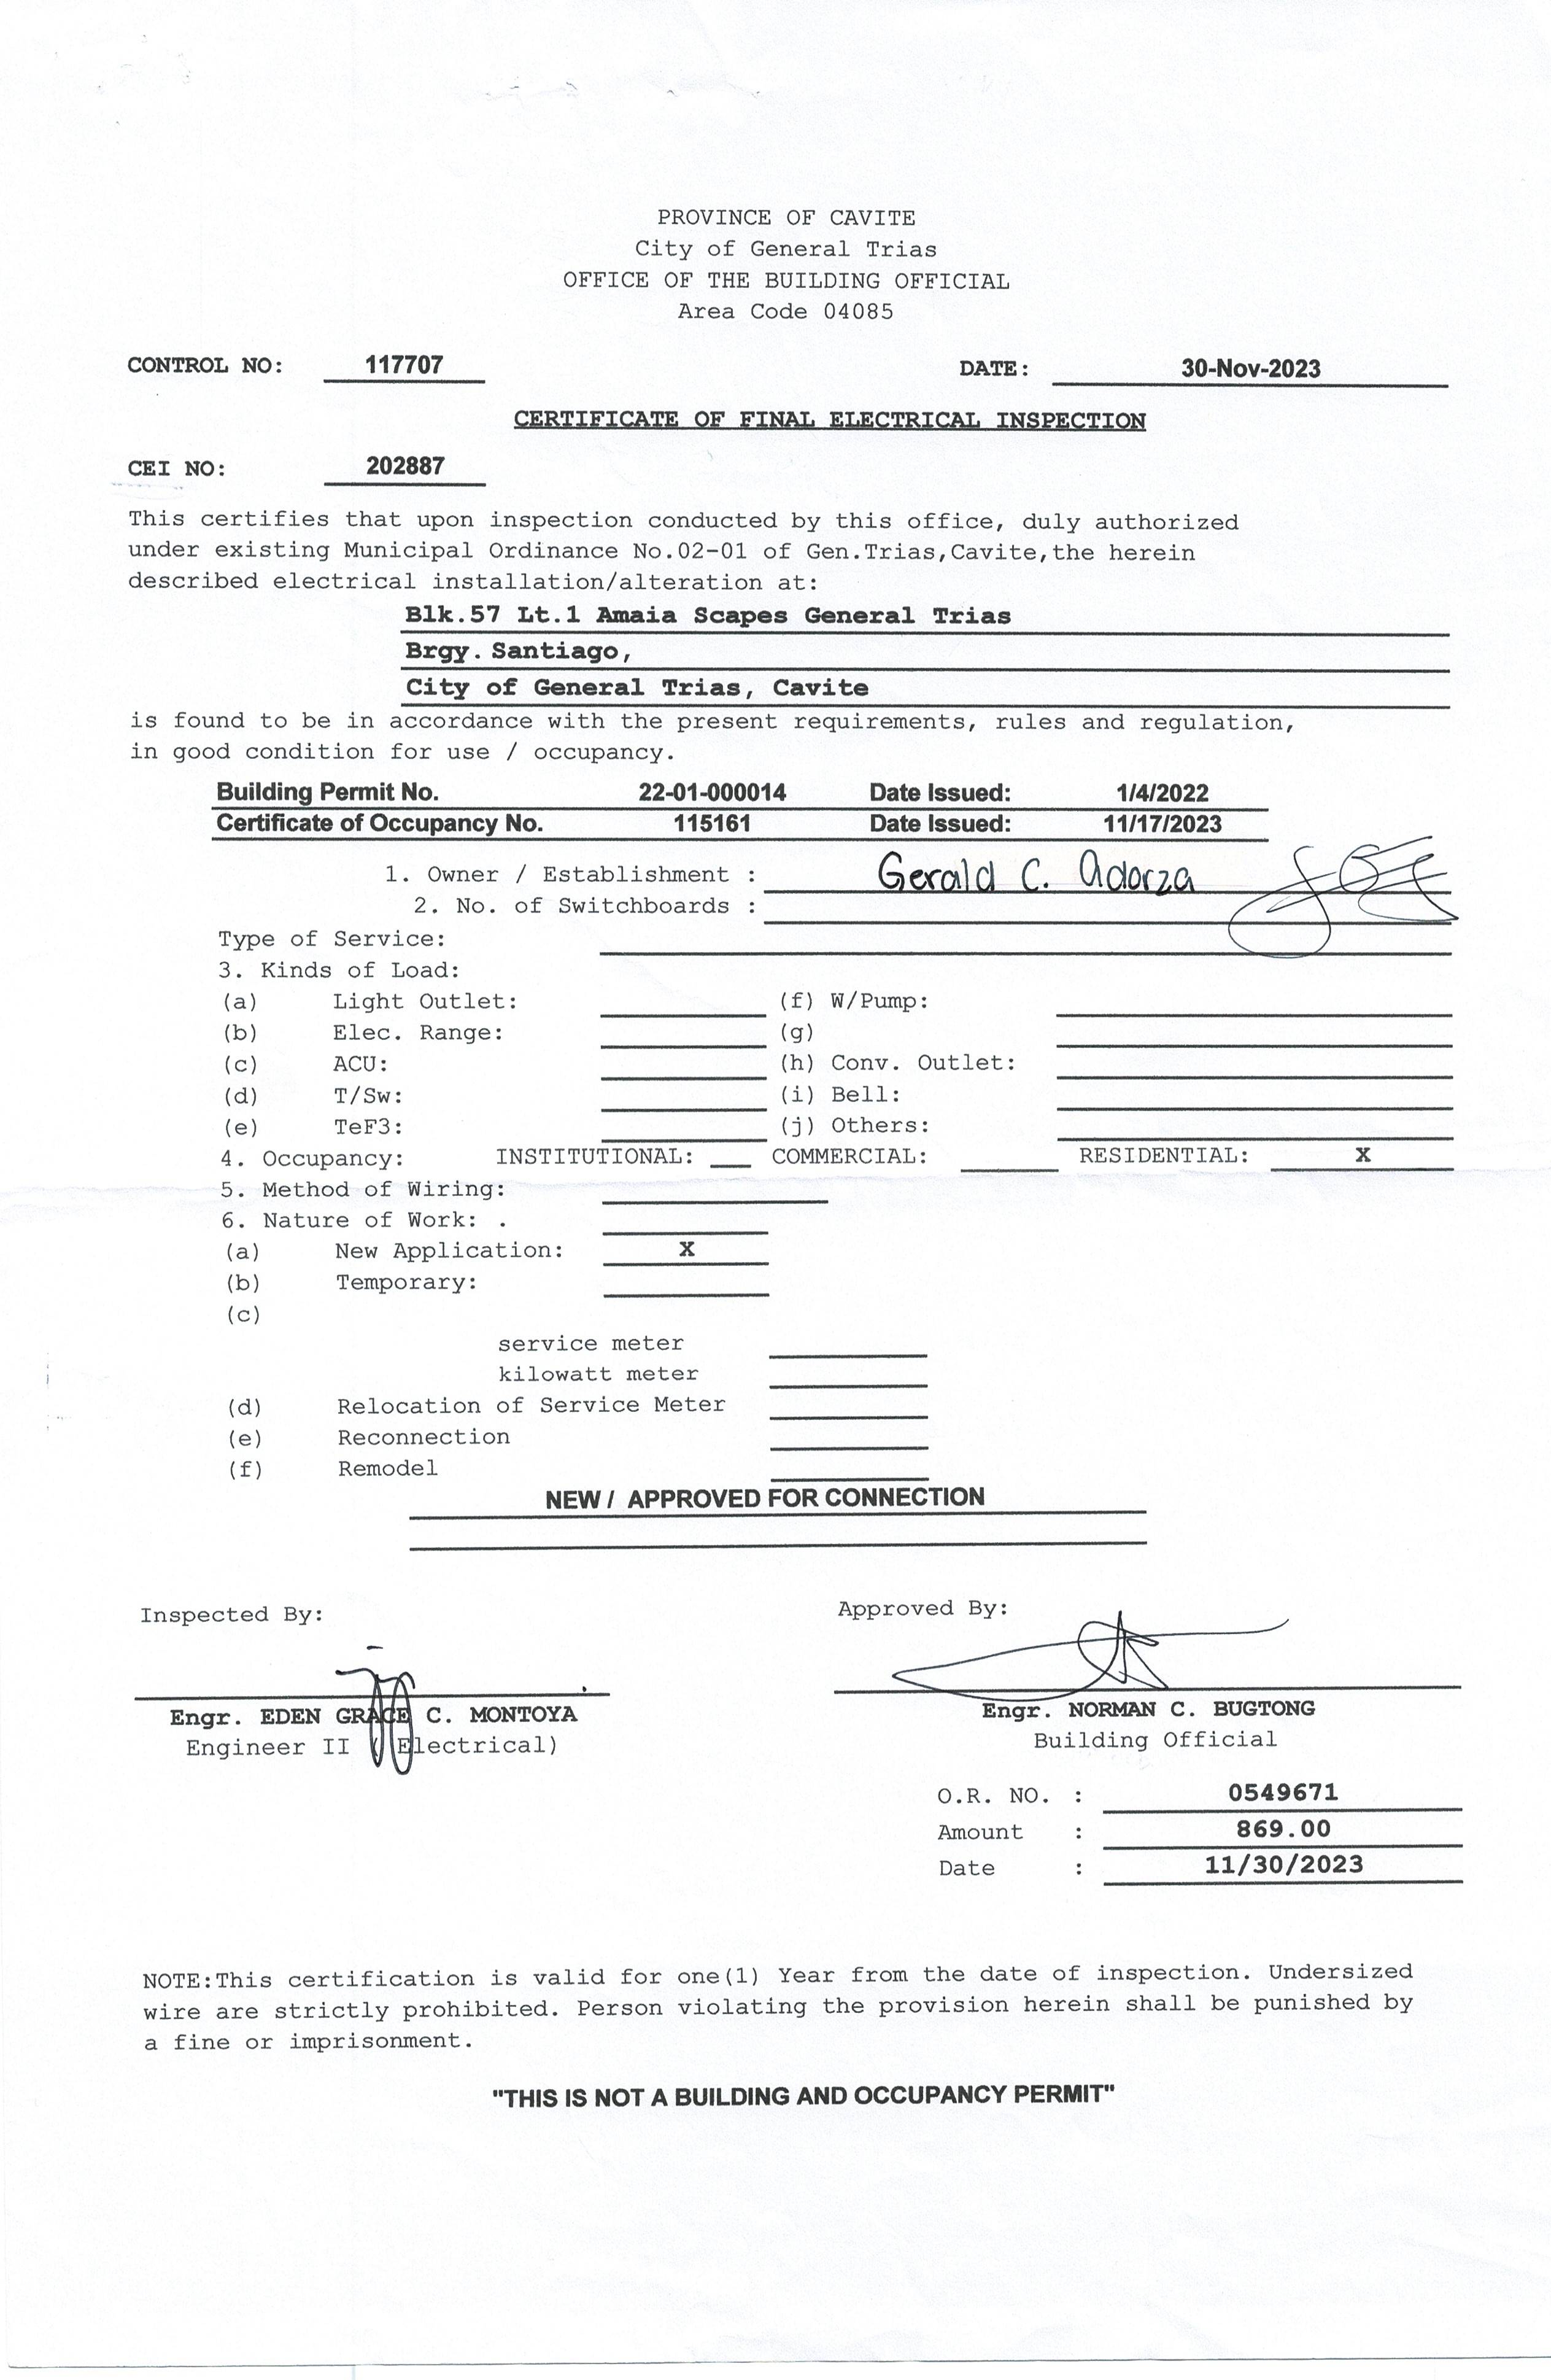 PROVINCE OF CAVITE
City of General Trias
OFFICE OF THE BUILDING OFFICIAL
Area Code 04085
CONTROL NO: 117707 DATE: 30-Nov-2023
CERTIFICATE OF FINAL ELECTRICAL INSPECTION
CEI NO: 202887
This certifies that upon inspection conducted by this office, duly authorized
under existing Municipal Ordinance No.02-01 of Gen.Trias,Cavite,the herein
described electrical installation/alteration at:
Blk.57 Lt.1 Amaia Scapes General Trias
Brgy. Santiago,
City of General Trias, Cavite
is found to be in accordance with the present requirements, rules and regulation,
in good condition for use / occupancy.
Building Permit No. 22-01-000014 Date Issued: 1/4/2022
Certificate of Occupancy No. 115161 Date Issued: 11/17/2023
1. Owner / Establishment : Gerald C. Adorza
2. No. of Switchboards :
Type of Service:
3. Kinds of Load:
(a) Light Outlet: (f) W/Pump:
(b) Elec. Range: (g)
(c) ACU: (h) Conv. Outlet:
(d) T/Sw: (i) Bell:
(e) TeF3: (j) Others:
4. Occupancy: INSTITUTIONAL: COMMERCIAL: RESIDENTIAL: X
5. Method of Wiring:
6. Nature of Work: .
(a) New Application: X
(b) Temporary:
(c)
service meter
kilowatt meter
(d) Relocation of Service Meter
(e) Reconnection
(f) Remodel
NEW / APPROVED FOR CONNECTION
Inspected By: Approved By:
Engr. EDEN GRACE C. MONTOYA Engr. NORMAN C. BUGTONG
Engineer II (Electrical) Building Official
O.R. NO. : 0549671
Amount : 869.00
Date : 11/30/2023
NOTE:This certification is valid for one(1) Year from the date of inspection. Undersized
wire are strictly prohibited. Person violating the provision herein shall be punished by
a fine or imprisonment.
"THIS IS NOT A BUILDING AND OCCUPANCY PERMIT"